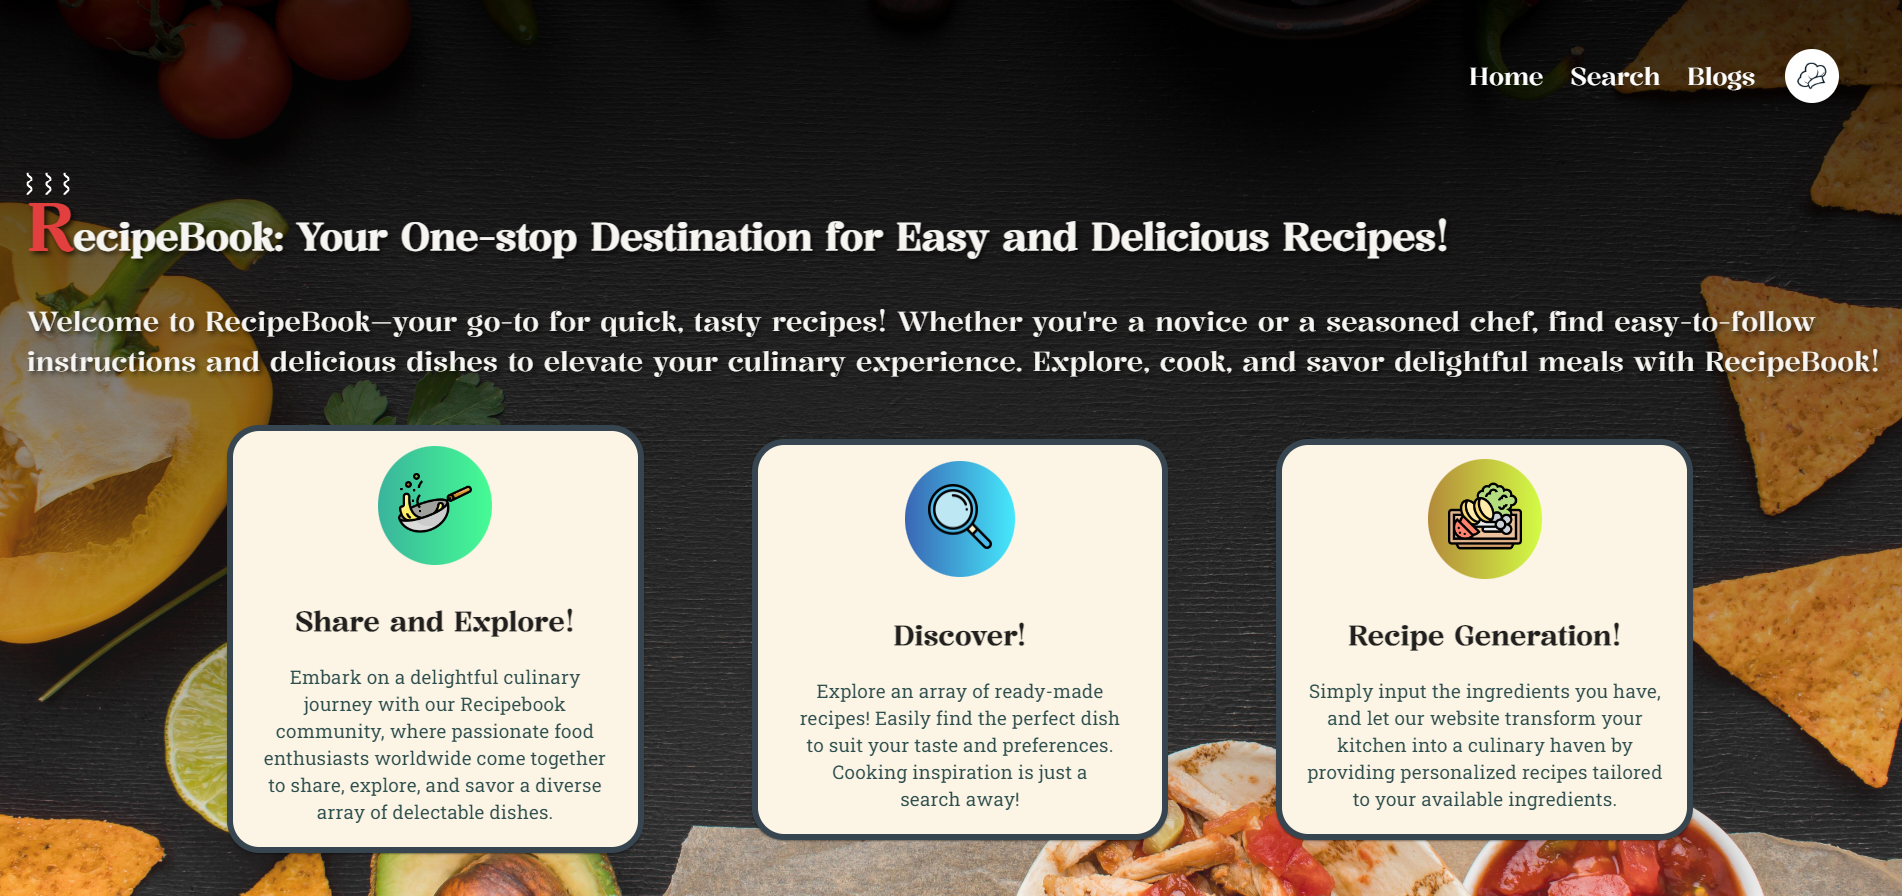 Home Search Blogs
RecipeBook: Your One-stop Destination for Easy and Delicious Recipes!
Welcome to RecipeBook—your go-to for quick, tasty recipes! Whether you're a novice or a seasoned chef, find easy-to-follow
instructions and delicious dishes to elevate your culinary experience. Explore, cook, and savor delightful meals with RecipeBook!
Share and Explore!
Embark on a delightful culinary
journey with our Recipebook
community, where passionate food
enthusiasts worldwide come together
to share, explore, and savor a diverse
array of delectable dishes.
Discover!
Explore an array of ready-made
recipes! Easily find the perfect dish
to suit your taste and preferences.
Cooking inspiration is just a
search away!
Recipe Generation!
Simply input the ingredients you have,
and let our website transform your
kitchen into a culinary haven by
providing personalized recipes tailored
to your available ingredients.